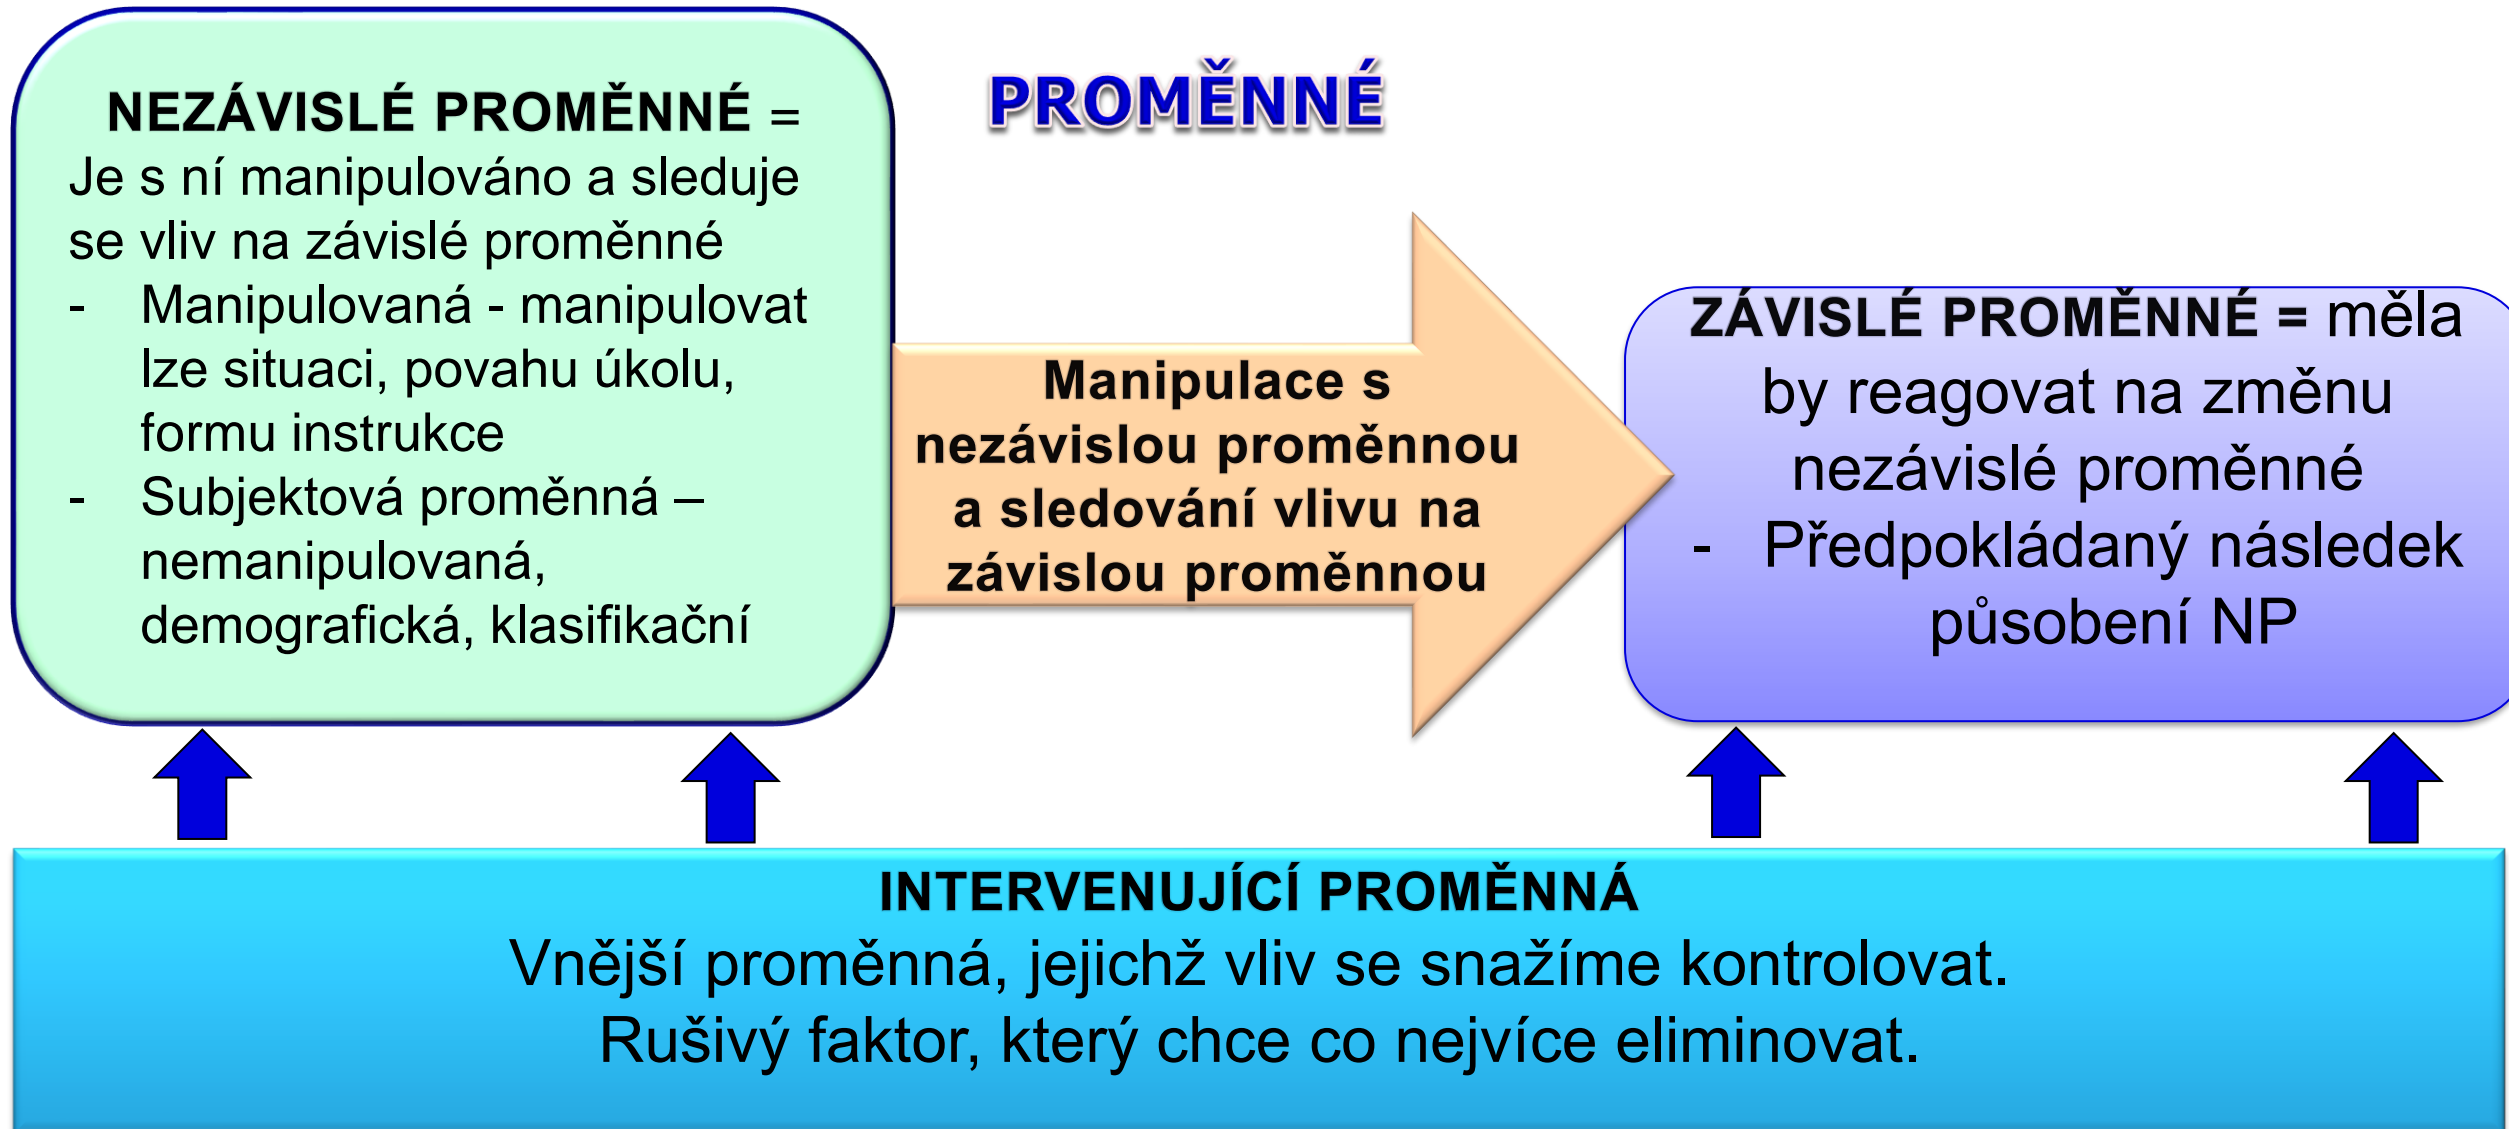 PROMĚNNÉ
NEZÁVISLÉ PROMĚNNÉ =
Je s ní manipulováno a sleduje
se vliv na závislé proměnné
- Manipulovaná - manipulovat
lze situaci, povahu úkolu,
formu instrukce
- Subjektová proměnná –
nemanipulovaná,
demografická, klasifikační
Manipulace s
nezávislou proměnnou
a sledování vlivu na
závislou proměnnou
ZÁVISLÉ PROMĚNNÉ = měla
by reagovat na změnu
nezávislé proměnné
- Předpokládaný následek
působení NP
INTERVENUJÍCÍ PROMĚNNÁ
Vnější proměnná, jejichž vliv se snažíme kontrolovat.
Rušivý faktor, který chce co nejvíce eliminovat.